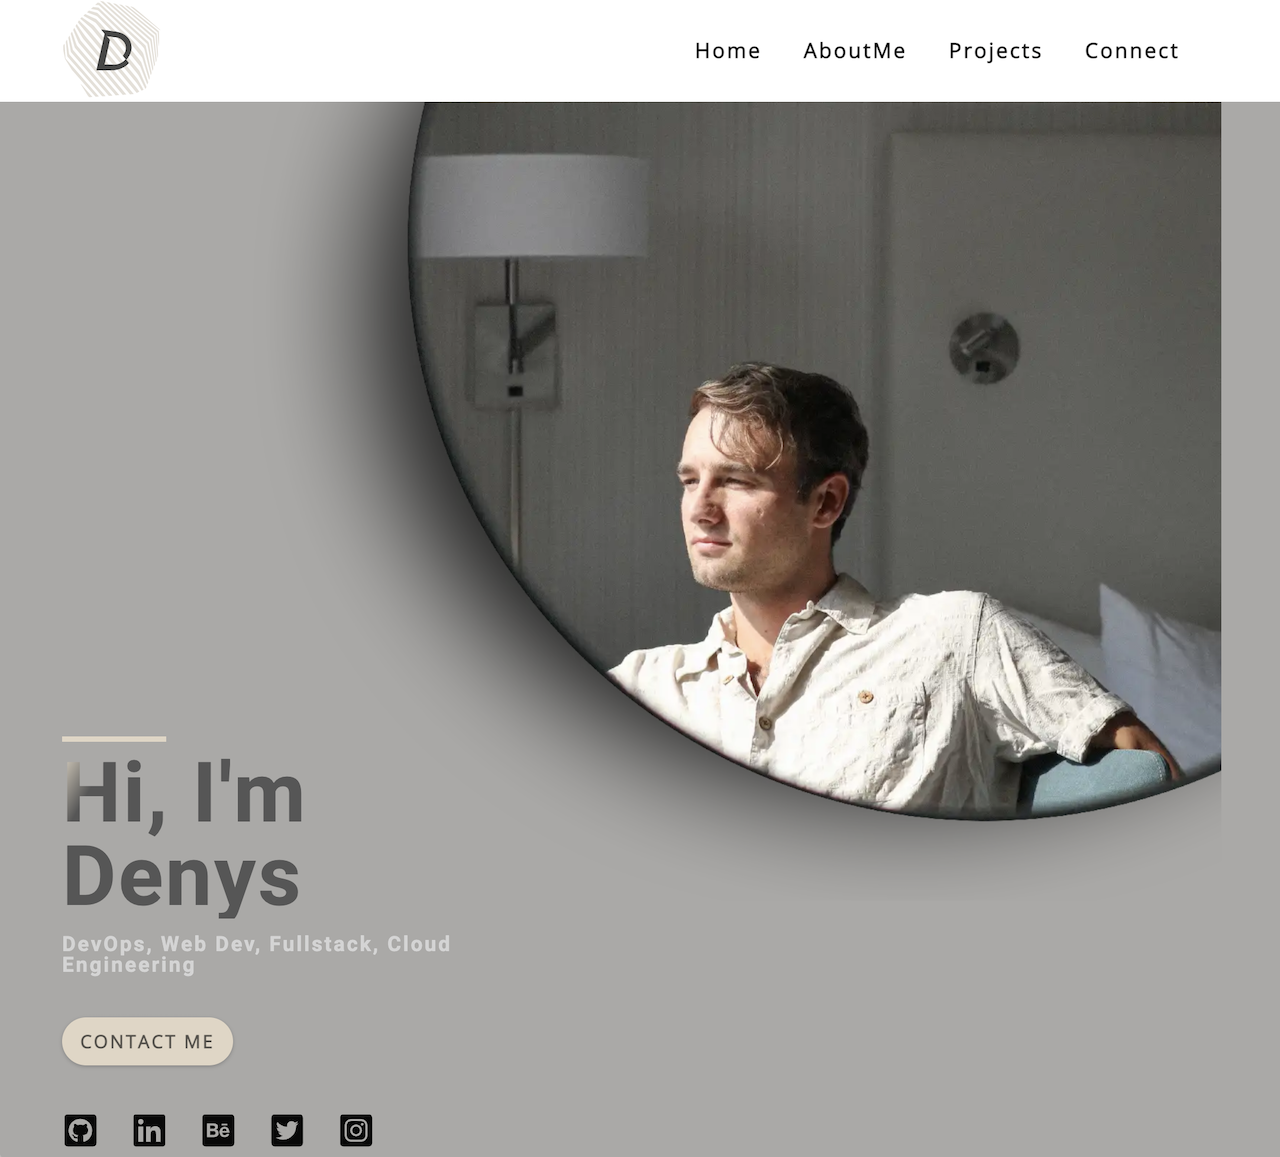 D
Home AboutMe Projects Connect
Hi, I'm
Denys
DevOps, Web Dev, Fullstack, Cloud
Engineering
CONTACT ME
in Bē